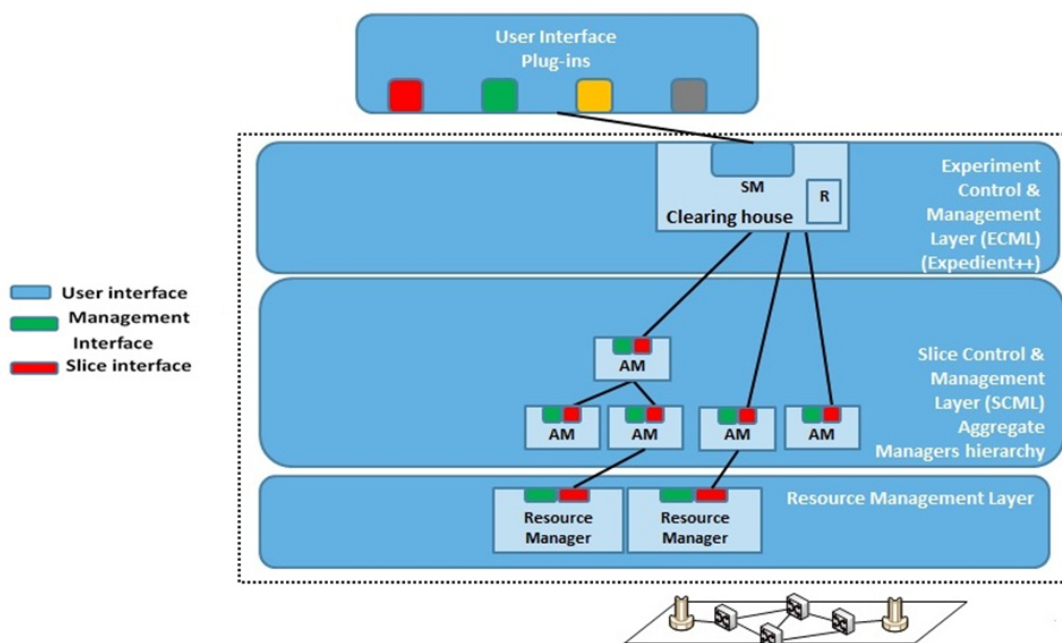 User Interface
Plug-ins
Experiment
Control &
Management
Layer (ECML)
(Expedient++)
SM
R
Clearing house
User interface
Management
Interface
Slice interface
Slice Control &
Management
Layer (SCML)
Aggregate
Managers hierarchy
AM
AM
AM
AM
AM
Resource Management Layer
Resource
Manager
Resource
Manager